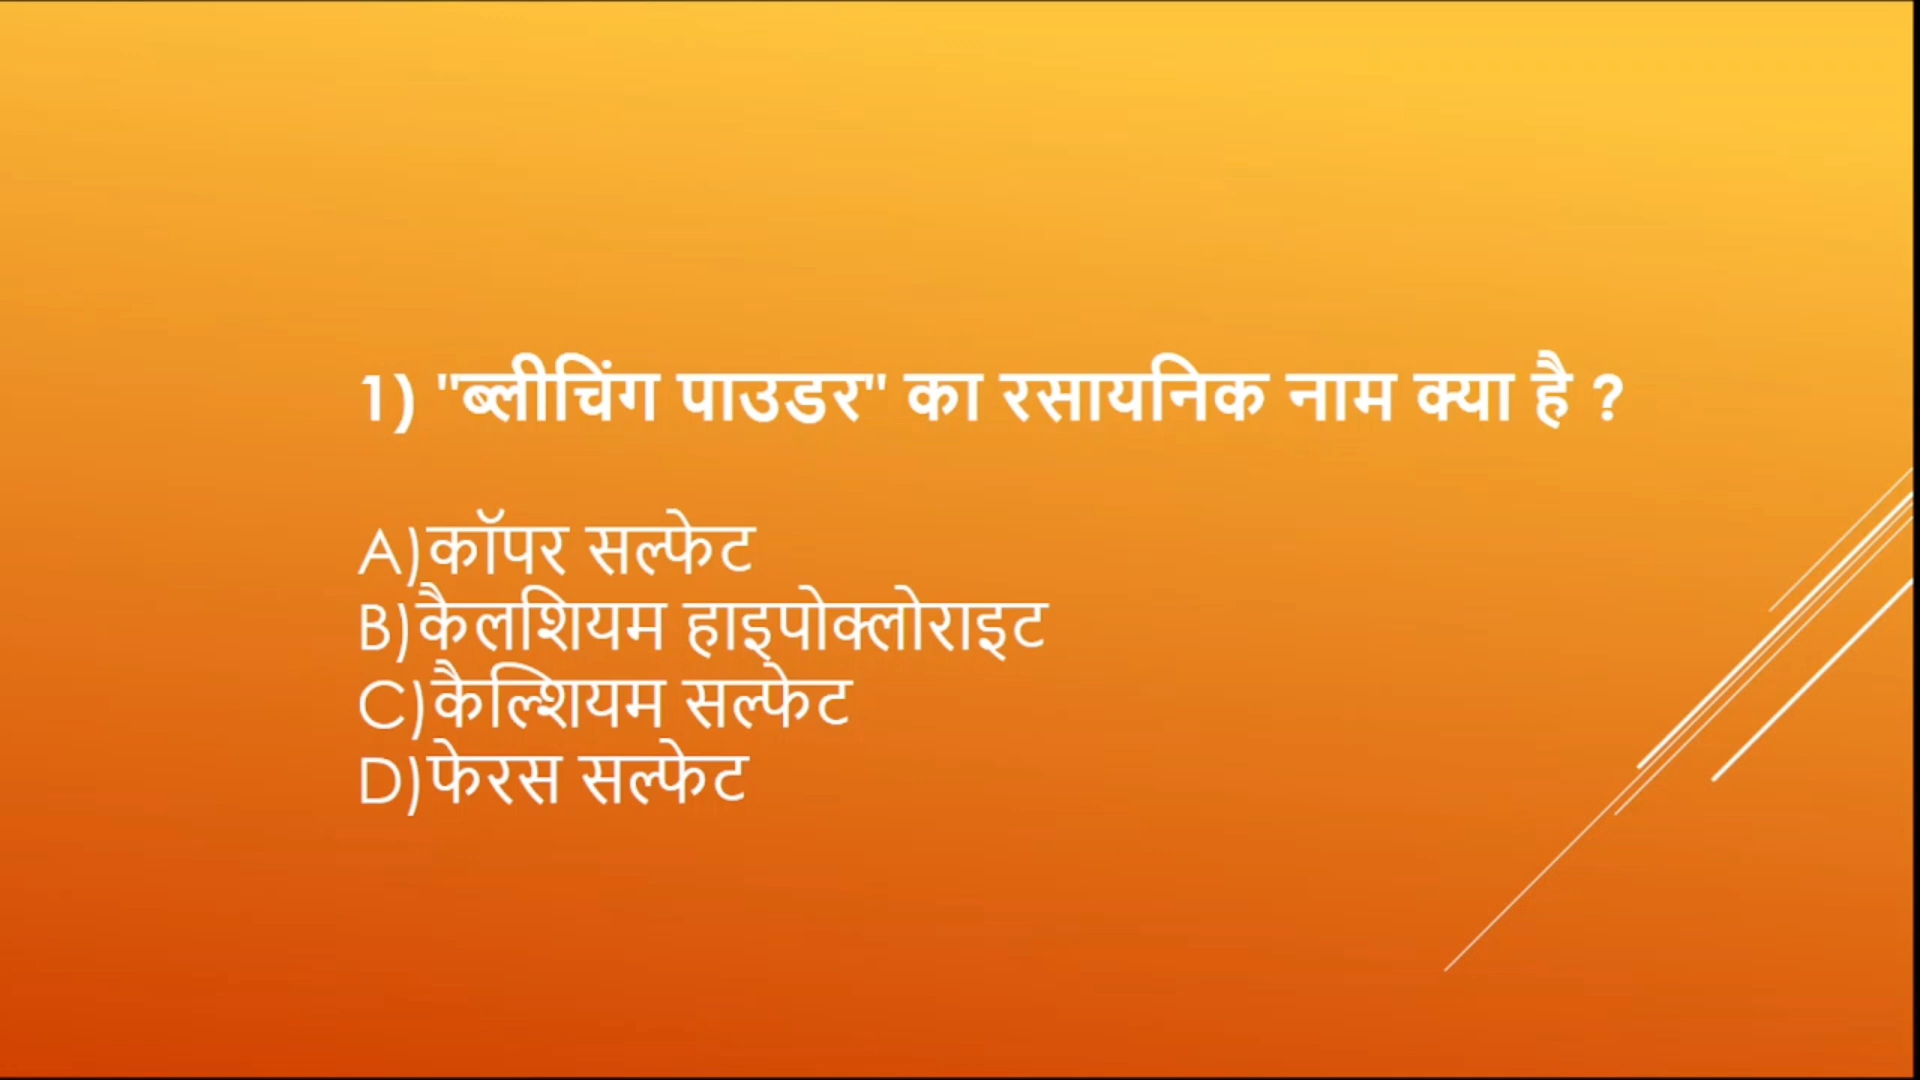 1) "ब्लीचिंग पाउडर" का रसायनिक नाम क्या है ?
A)कॉपर सल्फेट
B)कैलशियम हाइपोक्लोराइट
C)कैल्शियम सल्फेट
D)फेरस सल्फेट